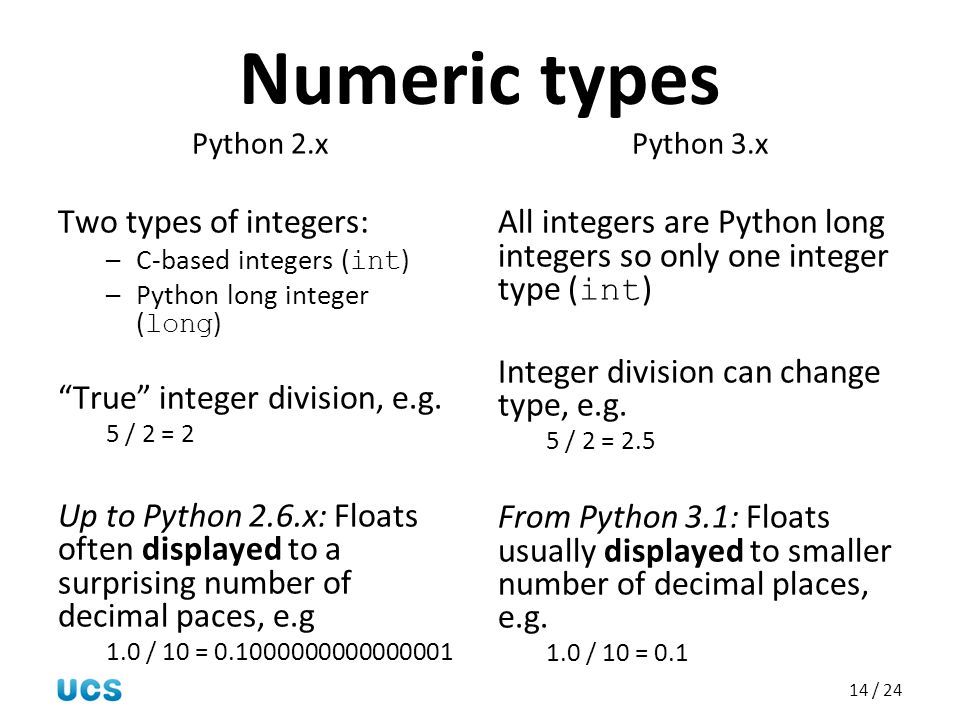 Numeric types
Python 2.x
Two types of integers:
– C-based integers (int)
– Python long integer
(long)
“True” integer division, e.g.
5 / 2 = 2
Up to Python 2.6.x: Floats
often displayed to a
surprising number of
decimal paces, e.g
1.0 / 10 = 0.1000000000000001
Python 3.x
All integers are Python long
integers so only one integer
type (int)
Integer division can change
type, e.g.
5 / 2 = 2.5
From Python 3.1: Floats
usually displayed to smaller
number of decimal places,
e.g.
1.0 / 10 = 0.1
UCS
14 / 24